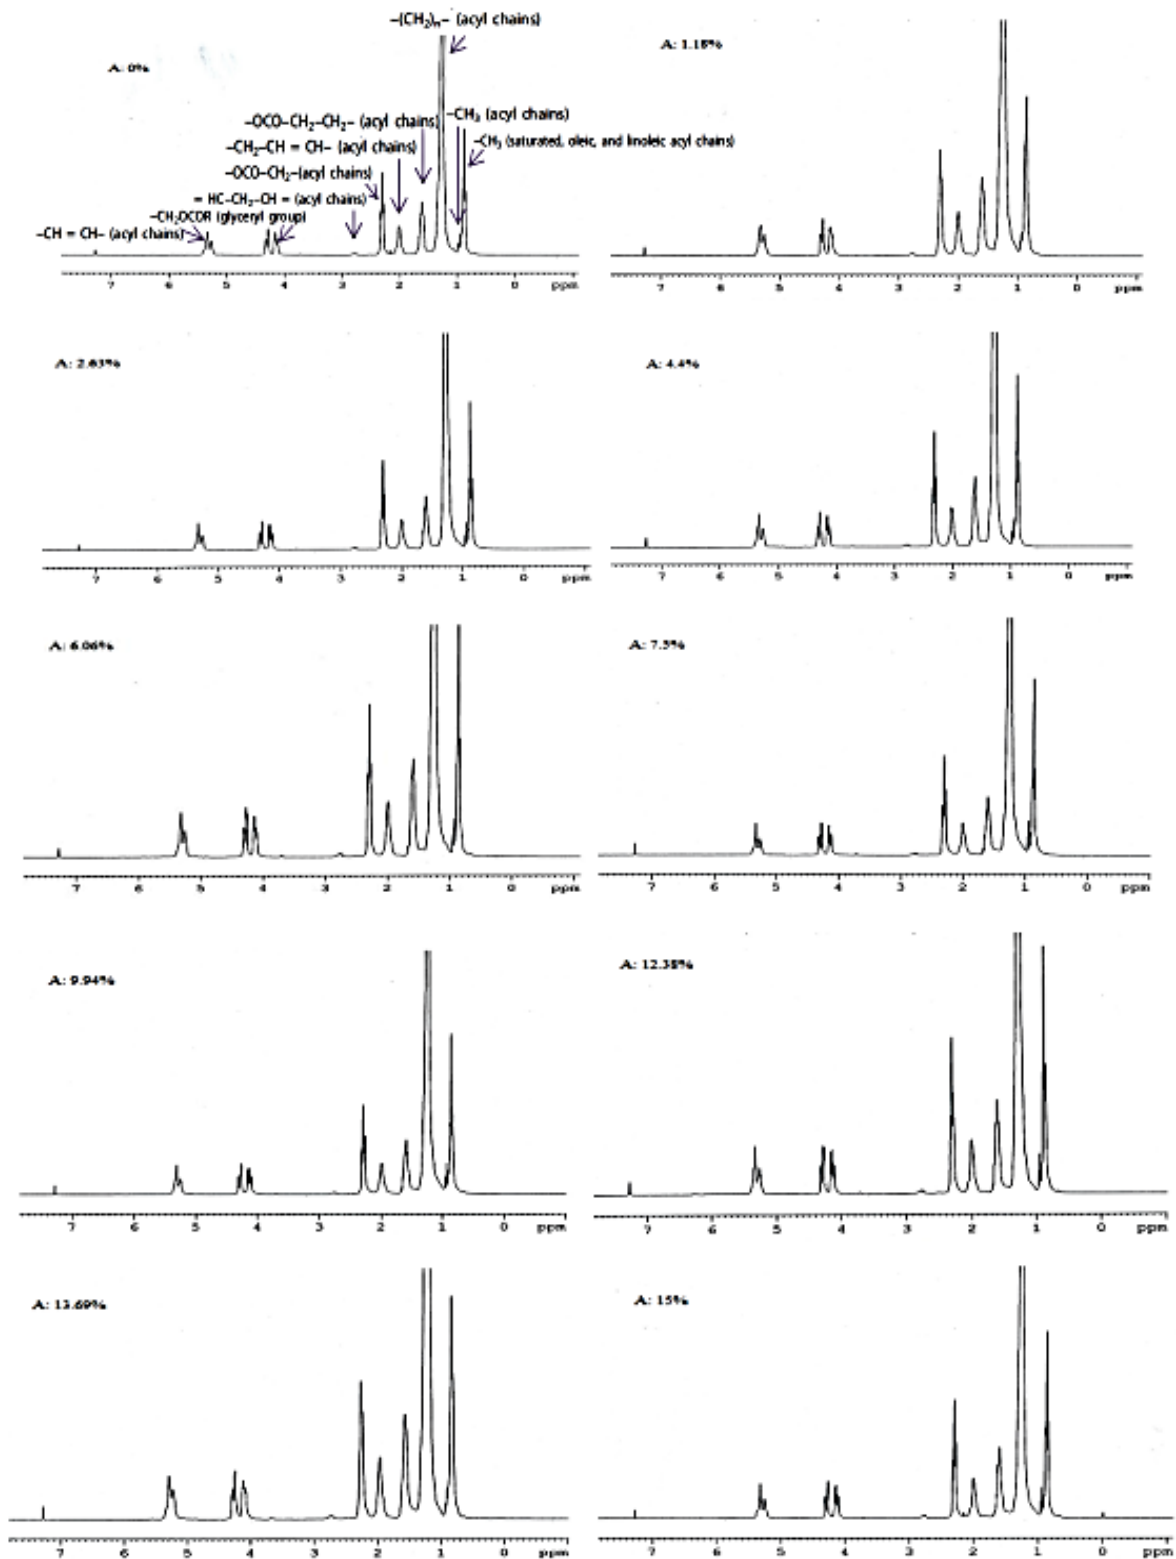 –(CH₂)ₙ– (acyl chains)
A: 0%
–OCO–CH₂–CH₂– (acyl chains)
–CH₃ (acyl chains)
–CH₂–CH = CH– (acyl chains)
–CH₃ (saturated, oleic, and linoleic acyl chains)
–OCO–CH₂–(acyl chains)
= HC–CH₂–CH = (acyl chains)
–CH₂OCOR (glyceryl group)
–CH = CH– (acyl chains)
7 6 5 4 3 2 1 0 ppm
A: 1.18%
7 6 5 4 3 2 1 0 ppm
A: 2.63%
7 6 5 4 3 2 1 0 ppm
A: 4.4%
7 6 5 4 3 2 1 0 ppm
A: 6.06%
7 6 5 4 3 2 1 0 ppm
A: 7.5%
7 6 5 4 3 2 1 0 ppm
A: 9.94%
7 6 5 4 3 2 1 0 ppm
A: 12.38%
7 6 5 4 3 2 1 0 ppm
A: 13.69%
7 6 5 4 3 2 1 0 ppm
A: 15%
7 6 5 4 3 2 1 0 ppm